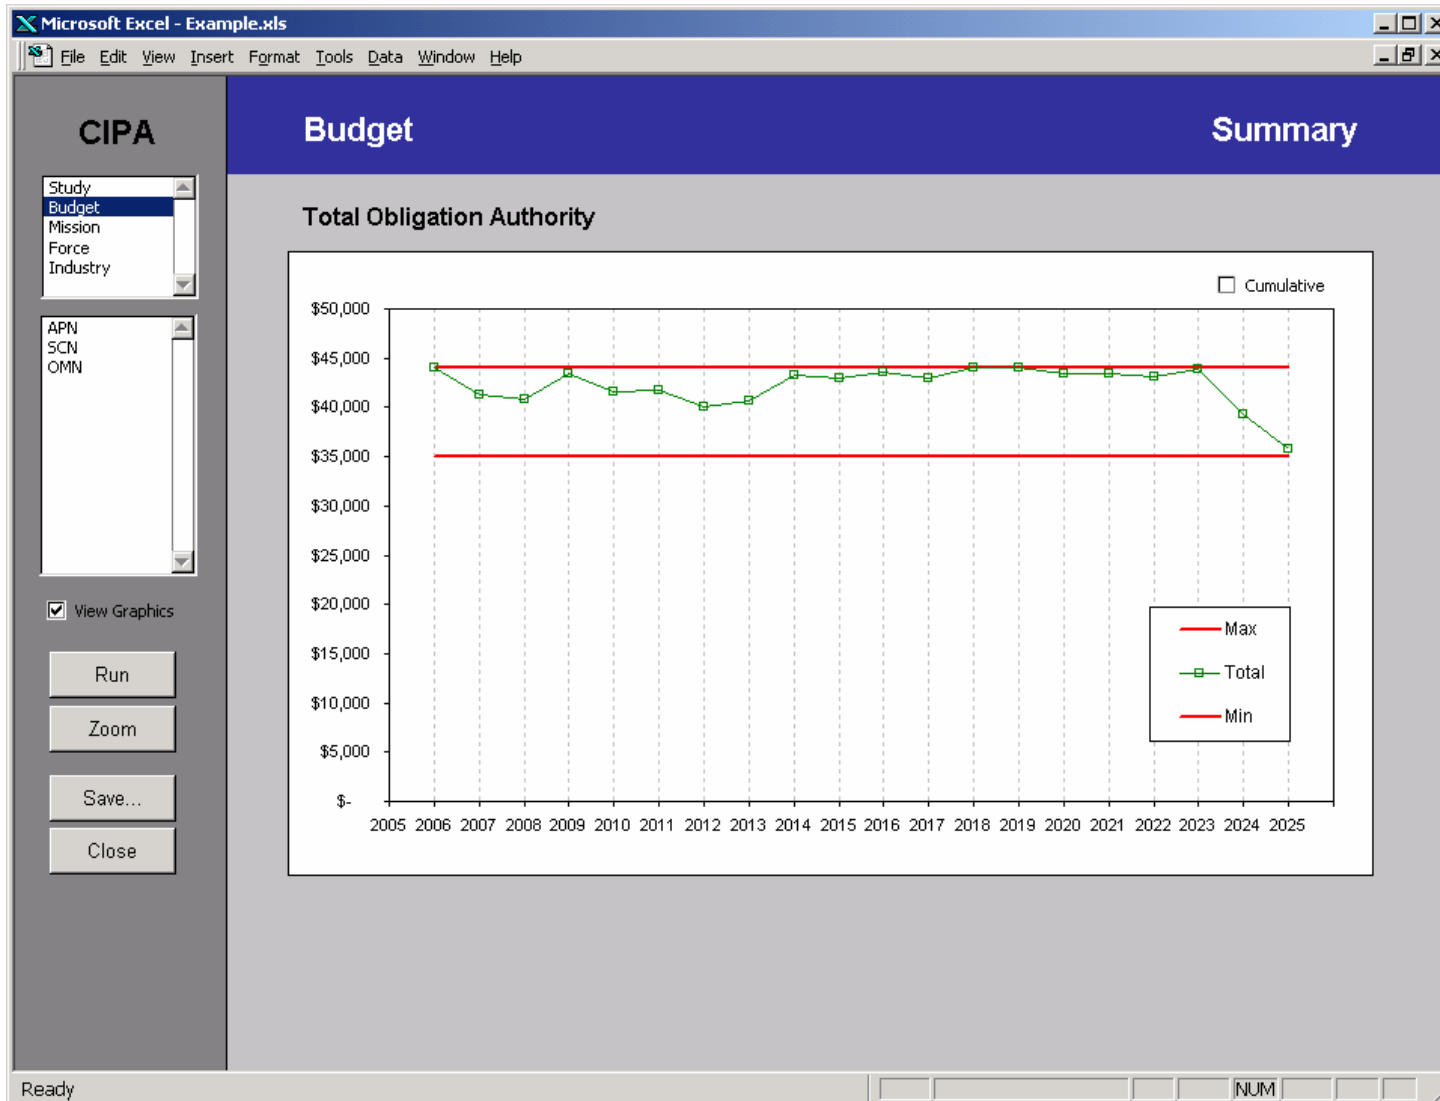 Microsoft Excel - Example.xls
File Edit View Insert Format Tools Data Window Help
CIPA
Budget Summary
Study
Budget
Mission
Force
Industry
APN
SCN
OMN
View Graphics
Run
Zoom
Save...
Close
Total Obligation Authority
Cumulative
$50,000
$45,000
$40,000
$35,000
$30,000
$25,000
$20,000
$15,000
$10,000
$5,000
$-
2005 2006 2007 2008 2009 2010 2011 2012 2013 2014 2015 2016 2017 2018 2019 2020 2021 2022 2023 2024 2025
Max
Total
Min
Ready NUM